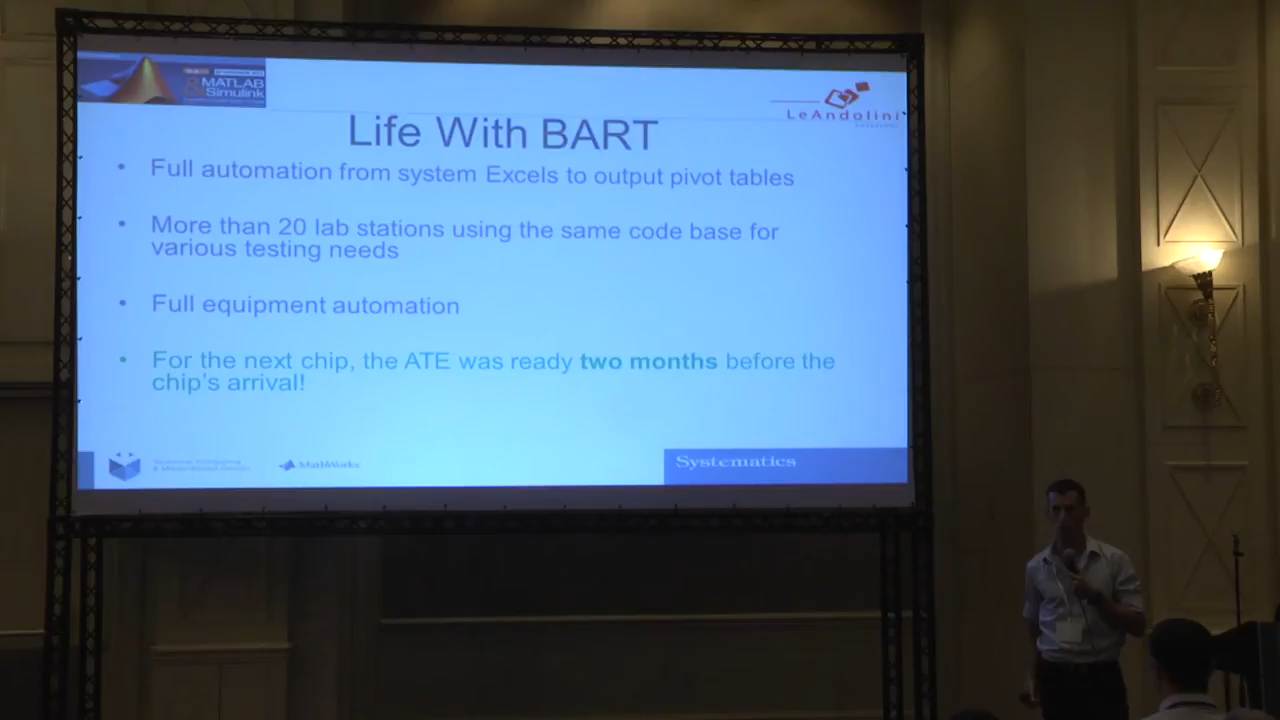 MATLAB
& Simulink
LeAndolini
Life With BART
• Full automation from system Excels to output pivot tables
• More than 20 lab stations using the same code base for
various testing needs
• Full equipment automation
• For the next chip, the ATE was ready two months before the
chip's arrival!
MathWorks
Systematics